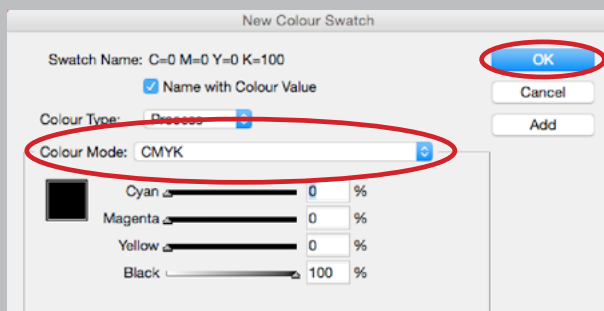 New Colour Swatch
Swatch Name: C=0 M=0 Y=0 K=100
OK
Name with Colour Value
Cancel
Colour Type: Process
Add
Colour Mode: CMYK
Cyan 0 %
Magenta 0 %
Yellow 0 %
Black 100 %